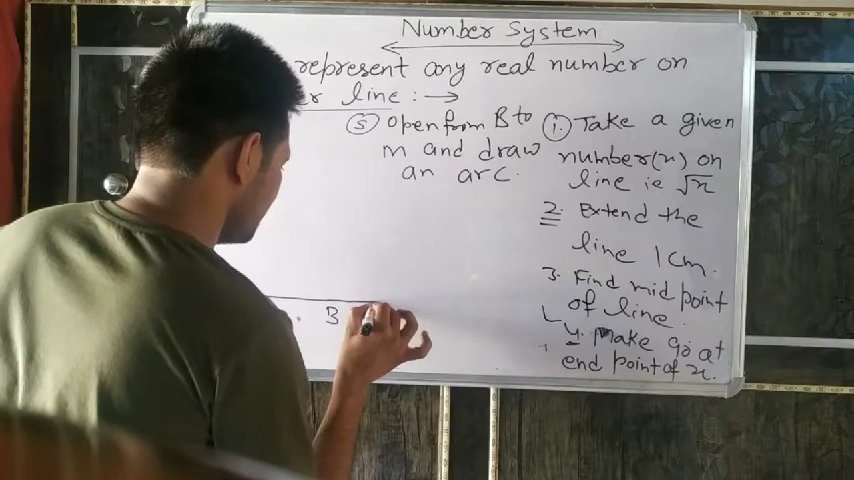 Number System
represent any real number on
er line : →
⑤ open from B to
m and draw
an arc.
① Take a given
number(x) on
line ie √x
2. Extend the
line 1cm.
3. Find mid point
of line.
4. Make 90 at
end point of x.
B